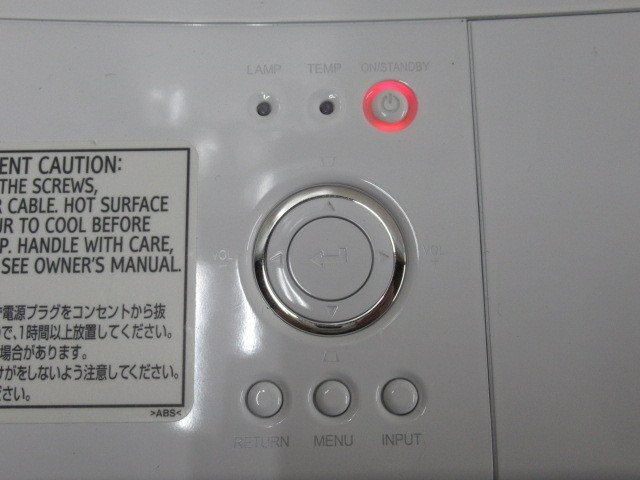 LAMP TEMP ON/STANDBY
ENT CAUTION:
THE SCREWS,
CABLE. HOT SURFACE
UR TO COOL BEFORE
P. HANDLE WITH CARE,
SEE OWNER'S MANUAL.
電源プラグをコンセントから抜
で、1時間以上放置してください。
場合があります。
けがをしないよう注意してください。
ださい。
>ABS<
VOL
VOL
RETURN MENU INPUT